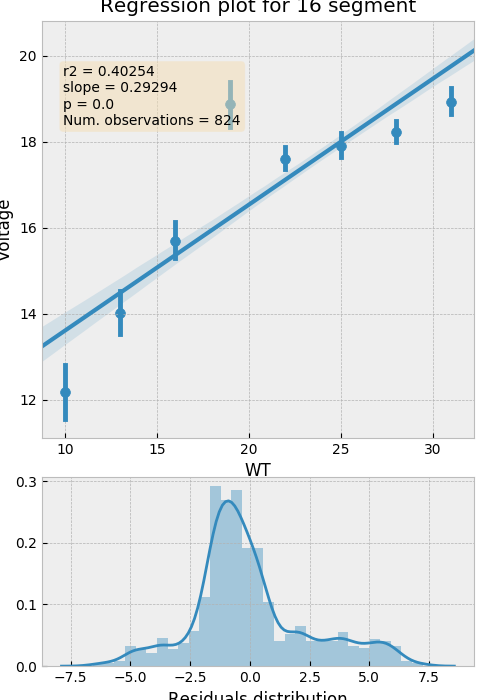 Regression plot for 16 segment
20
18
16
14
12
voltage
r2 = 0.40254
slope = 0.29294
p = 0.0
Num. observations = 824
10 15 20 25 30
WT
0.3
0.2
0.1
0.0
−7.5 −5.0 −2.5 0.0 2.5 5.0 7.5
Residuals distribution